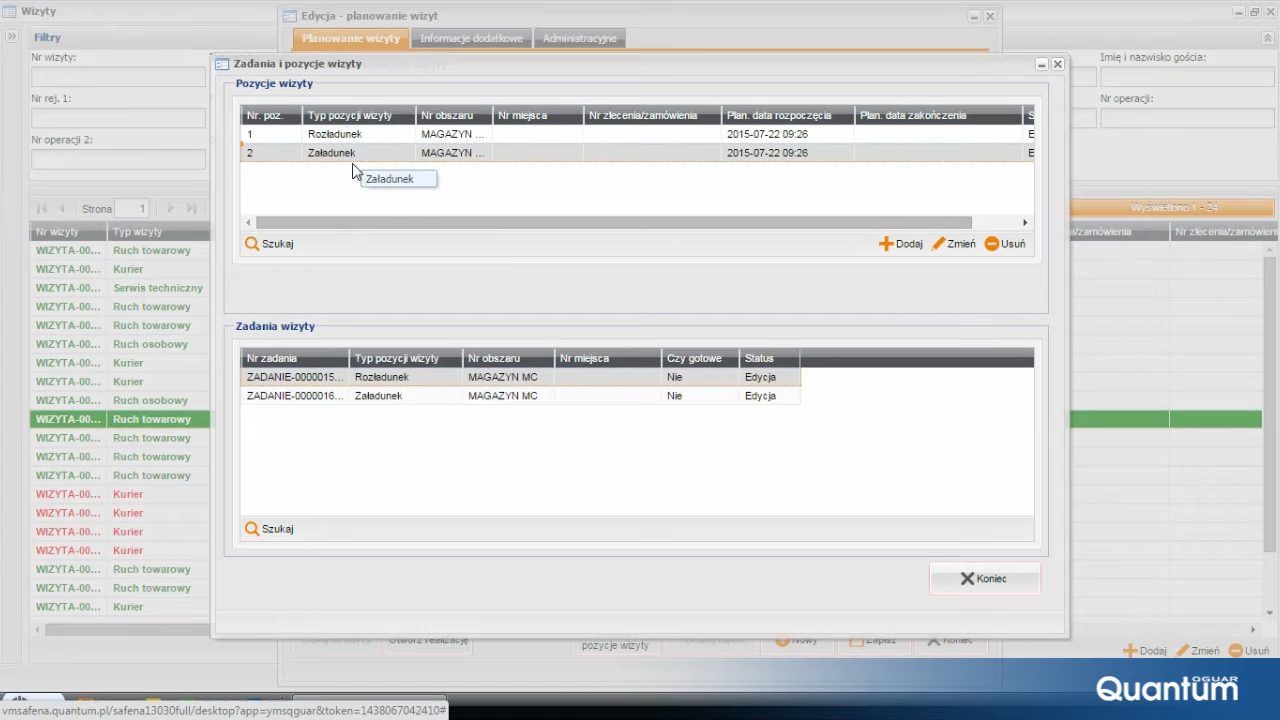 Wizyty
Edycja - planowanie wizyt
Filtry
Planowanie wizyty Informacje dodatkowe Administracyjne
Nr wizyty:
Imię i nazwisko gościa:
Nr rej. 1:
Nr operacji:
Nr operacji 2:
Zadania i pozycje wizyty
Pozycje wizyty
Nr. poz. Typ pozycji wizyty Nr obszaru Nr miejsca Nr zlecenia/zamówienia Plan. data rozpoczęcia Plan. data zakończenia S
1 Rozładunek MAGAZYN ... 2015-07-22 09:26 E
2 Załadunek MAGAZYN ... 2015-07-22 09:26 E
Załadunek
Szukaj Dodaj Zmień Usuń
Zadania wizyty
Nr zadania Typ pozycji wizyty Nr obszaru Nr miejsca Czy gotowe Status
ZADANIE-0000015... Rozładunek MAGAZYN MC Nie Edycja
ZADANIE-0000016... Załadunek MAGAZYN MC Nie Edycja
Szukaj
Koniec
Strona 1
Wyświetlono 1 - 24
Nr wizyty Typ wizyty a/zamówienia Nr zlecenia/zamówieni
WIZYTA-00... Ruch towarowy
WIZYTA-00... Kurier
WIZYTA-00... Serwis techniczny
WIZYTA-00... Ruch towarowy
WIZYTA-00... Ruch towarowy
WIZYTA-00... Ruch osobowy
WIZYTA-00... Kurier
WIZYTA-00... Kurier
WIZYTA-00... Ruch osobowy
WIZYTA-00... Ruch towarowy
WIZYTA-00... Ruch towarowy
WIZYTA-00... Ruch towarowy
WIZYTA-00... Ruch towarowy
WIZYTA-00... Kurier
WIZYTA-00... Kurier
WIZYTA-00... Kurier
WIZYTA-00... Kurier
WIZYTA-00... Ruch towarowy
WIZYTA-00... Ruch towarowy
WIZYTA-00... Kurier
Otwórz realizację pozycje wizyty Nowy Zapisz Koniec
Dodaj Zmień Usuń
OGUAR
Quantum
vmsafena.quantum.pl/safena13030full/desktop?app=ymsqguar&token=1438067042410#